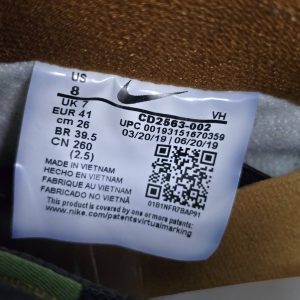 US
8
UK 7
EUR 41
cm 26
BR 39.5
CN 260
(2.5)
VH
CD2563-002
UPC 00193151670359
03/20/19 06/20/19
MADE IN VIETNAM
HECHO EN VIETNAM
FABRIQUE AU VIETNAM
FABRICADO NO VIETNÃ
0181NFR7BAP91
This product is covered by one or more patents:
www.nike.com/patentsvirtualmarking